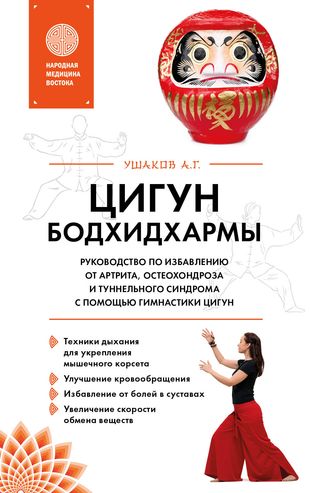 НАРОДНАЯ
МЕДИЦИНА
ВОСТОКА
УШАКОВ А.Г.
ЦИГУН
БОДХИДХАРМЫ
РУКОВОДСТВО ПО ИЗБАВЛЕНИЮ
ОТ АРТРИТА, ОСТЕОХОНДРОЗА
И ТУННЕЛЬНОГО СИНДРОМА
С ПОМОЩЬЮ ГИМНАСТИКИ ЦИГУН
Техники дыхания
для укрепления
мышечного корсета
Улучшение кровообращения
Избавление от болей в суставах
Увеличение скорости
обмена веществ